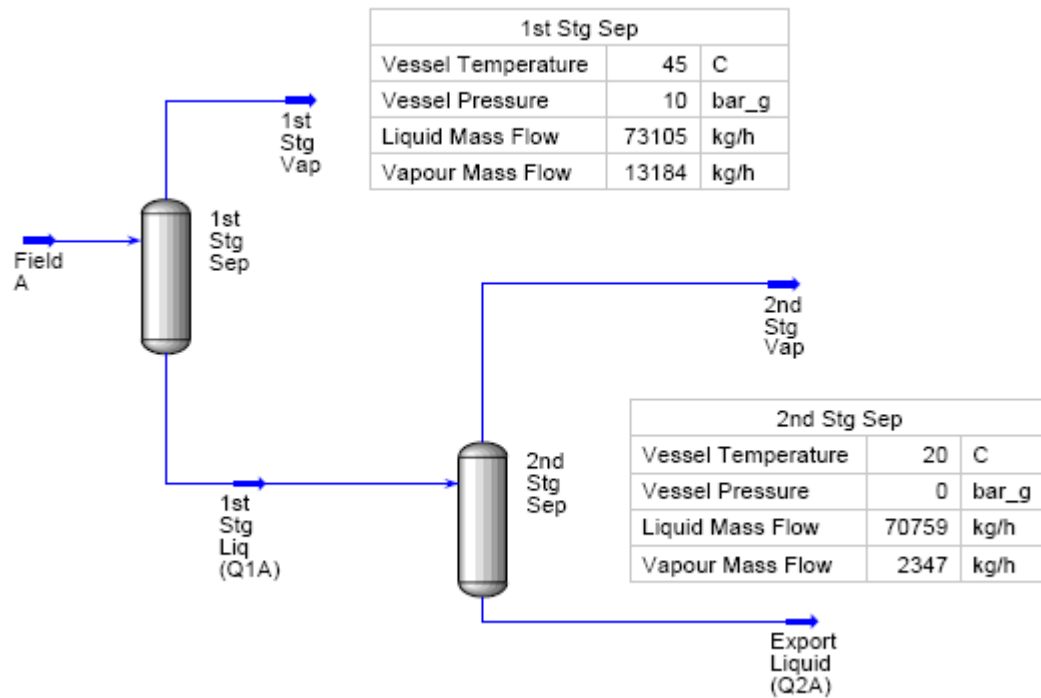 1st Stg Sep
Vessel Temperature 45 C
Vessel Pressure 10 bar_g
Liquid Mass Flow 73105 kg/h
Vapour Mass Flow 13184 kg/h
1st
Stg
Vap
1st
Stg
Sep
Field
A
2nd
Stg
Vap
2nd Stg Sep
Vessel Temperature 20 C
Vessel Pressure 0 bar_g
Liquid Mass Flow 70759 kg/h
Vapour Mass Flow 2347 kg/h
2nd
Stg
Sep
1st
Stg
Liq
(Q1A)
Export
Liquid
(Q2A)